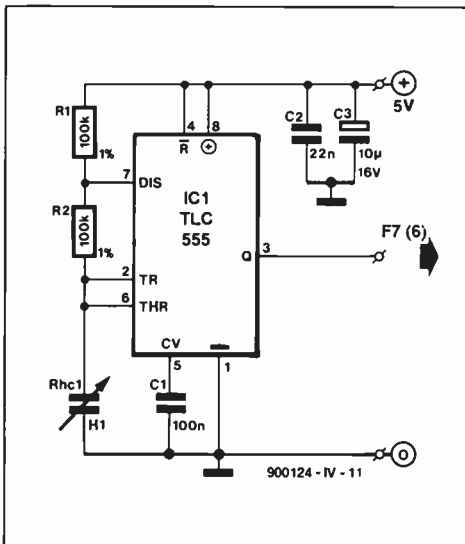 R1
100k
1%
R2
100k
1%
7
DIS
2
TR
6
THR
4
R
8
+
IC1
TLC
555
Q
3
CV
5
1
Rhc1
H1
C1
100n
C2
22n
C3
10µ
16V
+
5V
F7 (6)
0
900124 - IV - 11